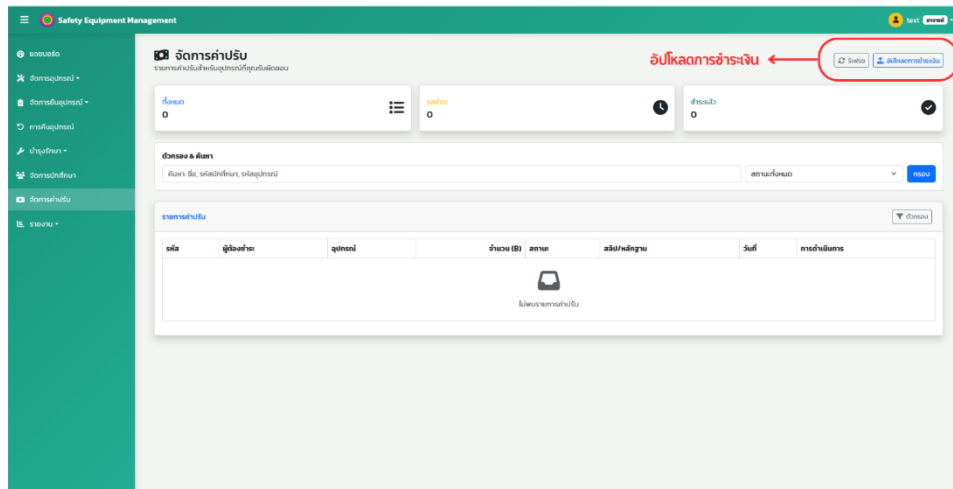 Safety Equipment Management
test อาจารย์
แดชบอร์ด
จัดการอุปกรณ์
จัดการยืมอุปกรณ์
การคืนอุปกรณ์
บำรุงรักษา
จัดการนักศึกษา
จัดการค่าปรับ
รายงาน
จัดการค่าปรับ
รายการค่าปรับสำหรับอุปกรณ์ที่คุณรับผิดชอบ
อัปโหลดการชำระเงิน
รีเฟรช
อัปโหลดการชำระเงิน
ทั้งหมด
0
รอชำระ
0
ชำระแล้ว
0
ตัวกรอง & ค้นหา
ค้นหา: ชื่อ, รหัสนักศึกษา, รหัสอุปกรณ์
สถานะทั้งหมด
กรอง
รายการค่าปรับ
ตัวกรอง
รหัส ผู้ต้องชำระ อุปกรณ์ จำนวน (฿) สถานะ สลิป/หลักฐาน วันที่ การดำเนินการ
ไม่พบรายการค่าปรับ